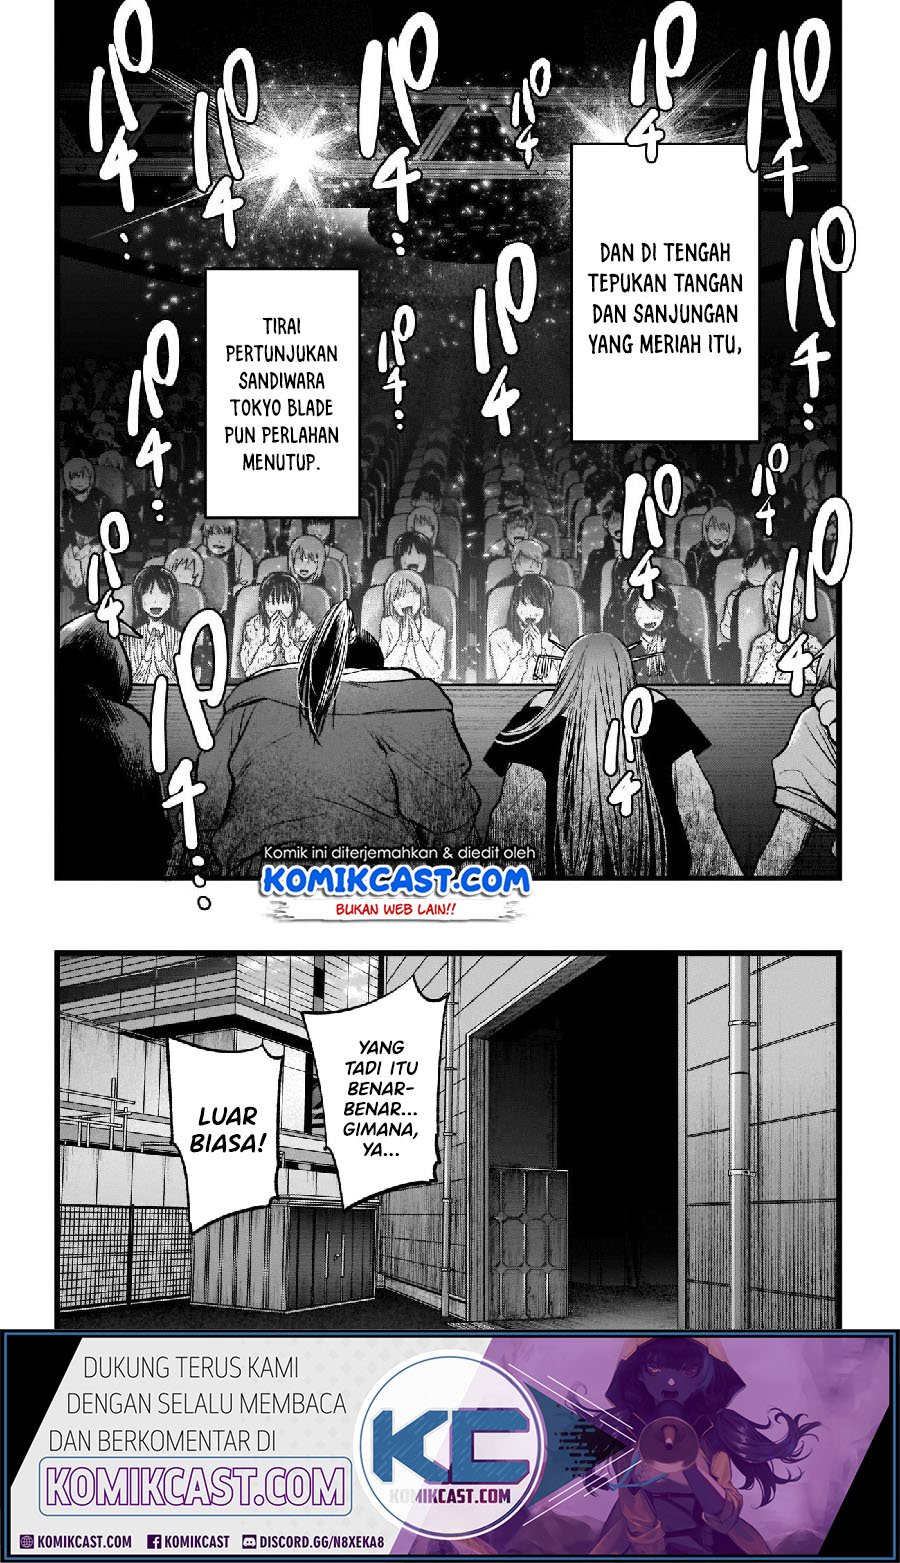 パチ
パチ…
パチ
パチ…
パチ
パチ
パチ
パチ…
DAN DI TENGAH
TEPUKAN TANGAN
DAN SANJUNGAN
YANG MERIAH ITU,
TIRAI
PERTUNJUKAN
SANDIWARA
TOKYO BLADE
PUN PERLAHAN
MENUTUP.
パチ…
パチ…
パチ…
パチ…
パチ
パチ…
パチ
パチ…
パチ…
パチ
Komik ini diterjemahkan & diedit oleh
KOMIKCAST.COM
BUKAN WEB LAIN!!
YANG
TADI ITU
BENAR-
BENAR...
GIMANA,
YA...
LUAR
BIASA!
DUKUNG TERUS KAMI
DENGAN SELALU MEMBACA
DAN BERKOMENTAR DI
KOMIKCAST.COM
KC
KOMIKCAST.COM
KOMIKCAST.COM
KOMIKCAST
DISCORD.GG/N8XEKA8